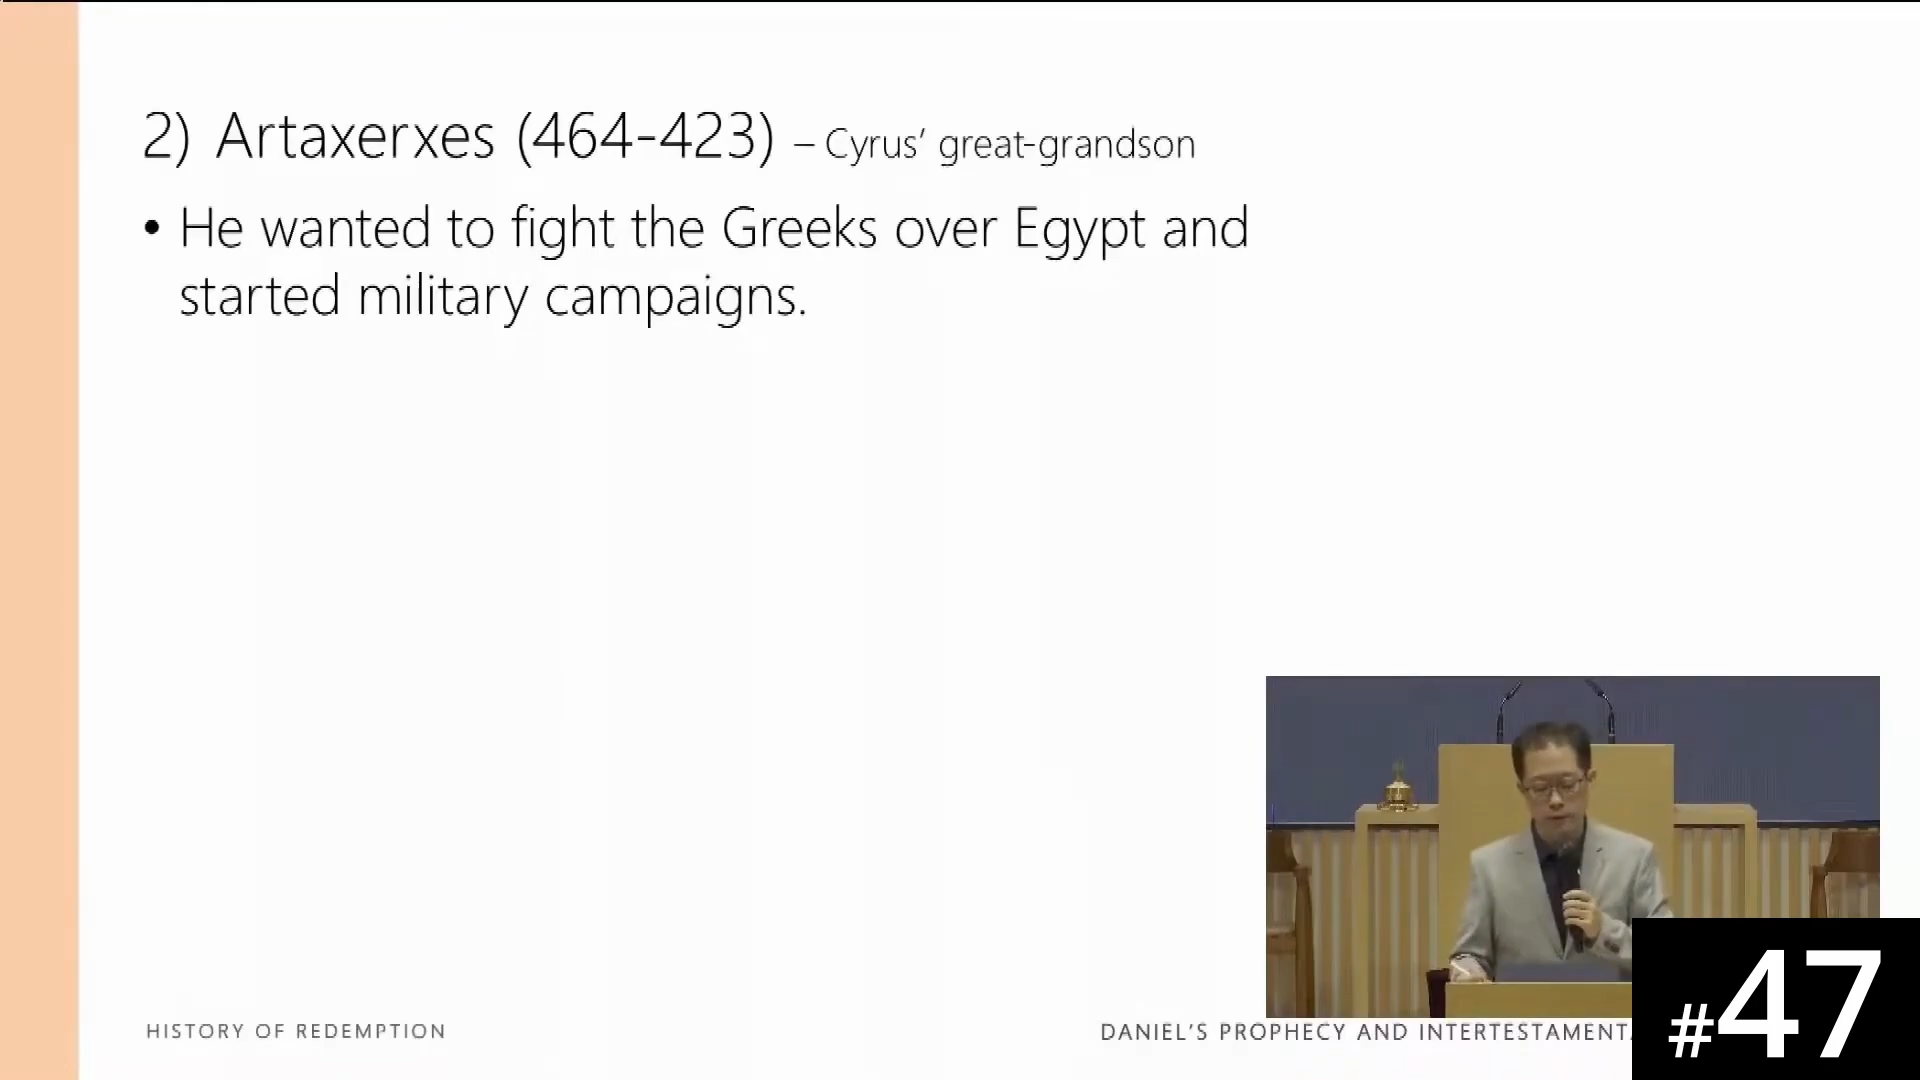 2) Artaxerxes (464-423) – Cyrus’ great-grandson
• He wanted to fight the Greeks over Egypt and
started military campaigns.
HISTORY OF REDEMPTION
DANIEL’S PROPHECY AND
#47